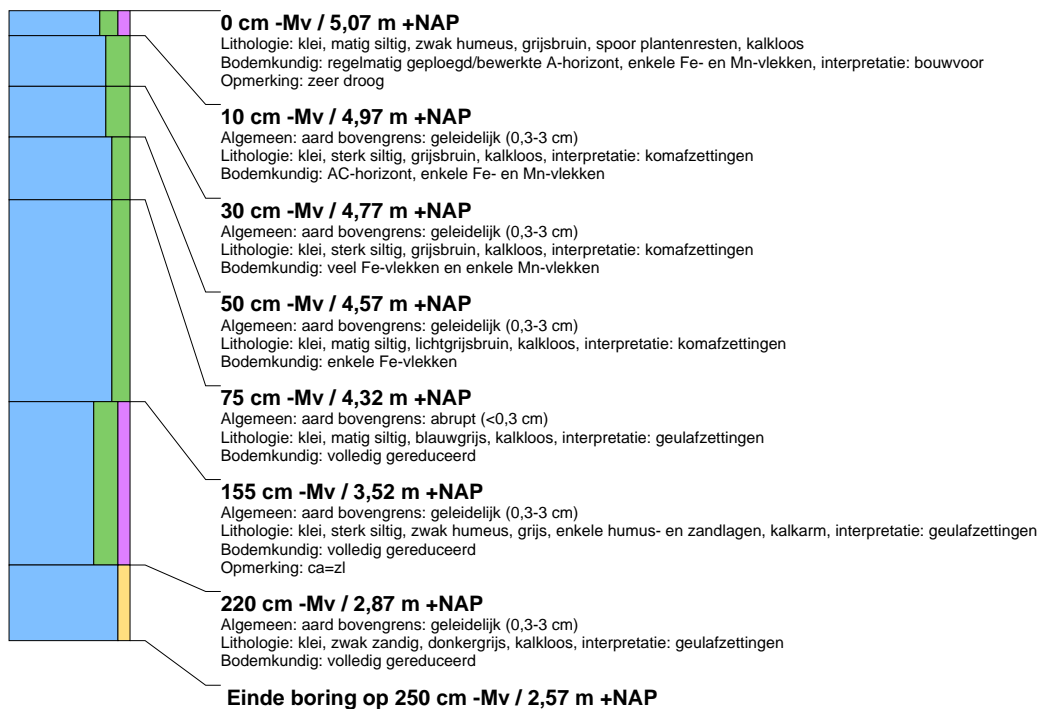 0 cm -Mv / 5,07 m +NAP
Lithologie: klei, matig siltig, zwak humeus, grijsbruin, spoor plantenresten, kalkloos
Bodemkundig: regelmatig geploegd/bewerkte A-horizont, enkele Fe- en Mn-vlekken, interpretatie: bouwvoor
Opmerking: zeer droog
10 cm -Mv / 4,97 m +NAP
Algemeen: aard bovengrens: geleidelijk (0,3-3 cm)
Lithologie: klei, sterk siltig, grijsbruin, kalkloos, interpretatie: komafzettingen
Bodemkundig: AC-horizont, enkele Fe- en Mn-vlekken
30 cm -Mv / 4,77 m +NAP
Algemeen: aard bovengrens: geleidelijk (0,3-3 cm)
Lithologie: klei, sterk siltig, grijsbruin, kalkloos, interpretatie: komafzettingen
Bodemkundig: veel Fe-vlekken en enkele Mn-vlekken
50 cm -Mv / 4,57 m +NAP
Algemeen: aard bovengrens: geleidelijk (0,3-3 cm)
Lithologie: klei, matig siltig, lichtgrijsbruin, kalkloos, interpretatie: komafzettingen
Bodemkundig: enkele Fe-vlekken
75 cm -Mv / 4,32 m +NAP
Algemeen: aard bovengrens: abrupt (<0,3 cm)
Lithologie: klei, matig siltig, blauwgrijs, kalkloos, interpretatie: geulafzettingen
Bodemkundig: volledig gereduceerd
155 cm -Mv / 3,52 m +NAP
Algemeen: aard bovengrens: geleidelijk (0,3-3 cm)
Lithologie: klei, sterk siltig, zwak humeus, grijs, enkele humus- en zandlagen, kalkarm, interpretatie: geulafzettingen
Bodemkundig: volledig gereduceerd
Opmerking: ca=zl
220 cm -Mv / 2,87 m +NAP
Algemeen: aard bovengrens: geleidelijk (0,3-3 cm)
Lithologie: klei, zwak zandig, donkergrijs, kalkloos, interpretatie: geulafzettingen
Bodemkundig: volledig gereduceerd
Einde boring op 250 cm -Mv / 2,57 m +NAP